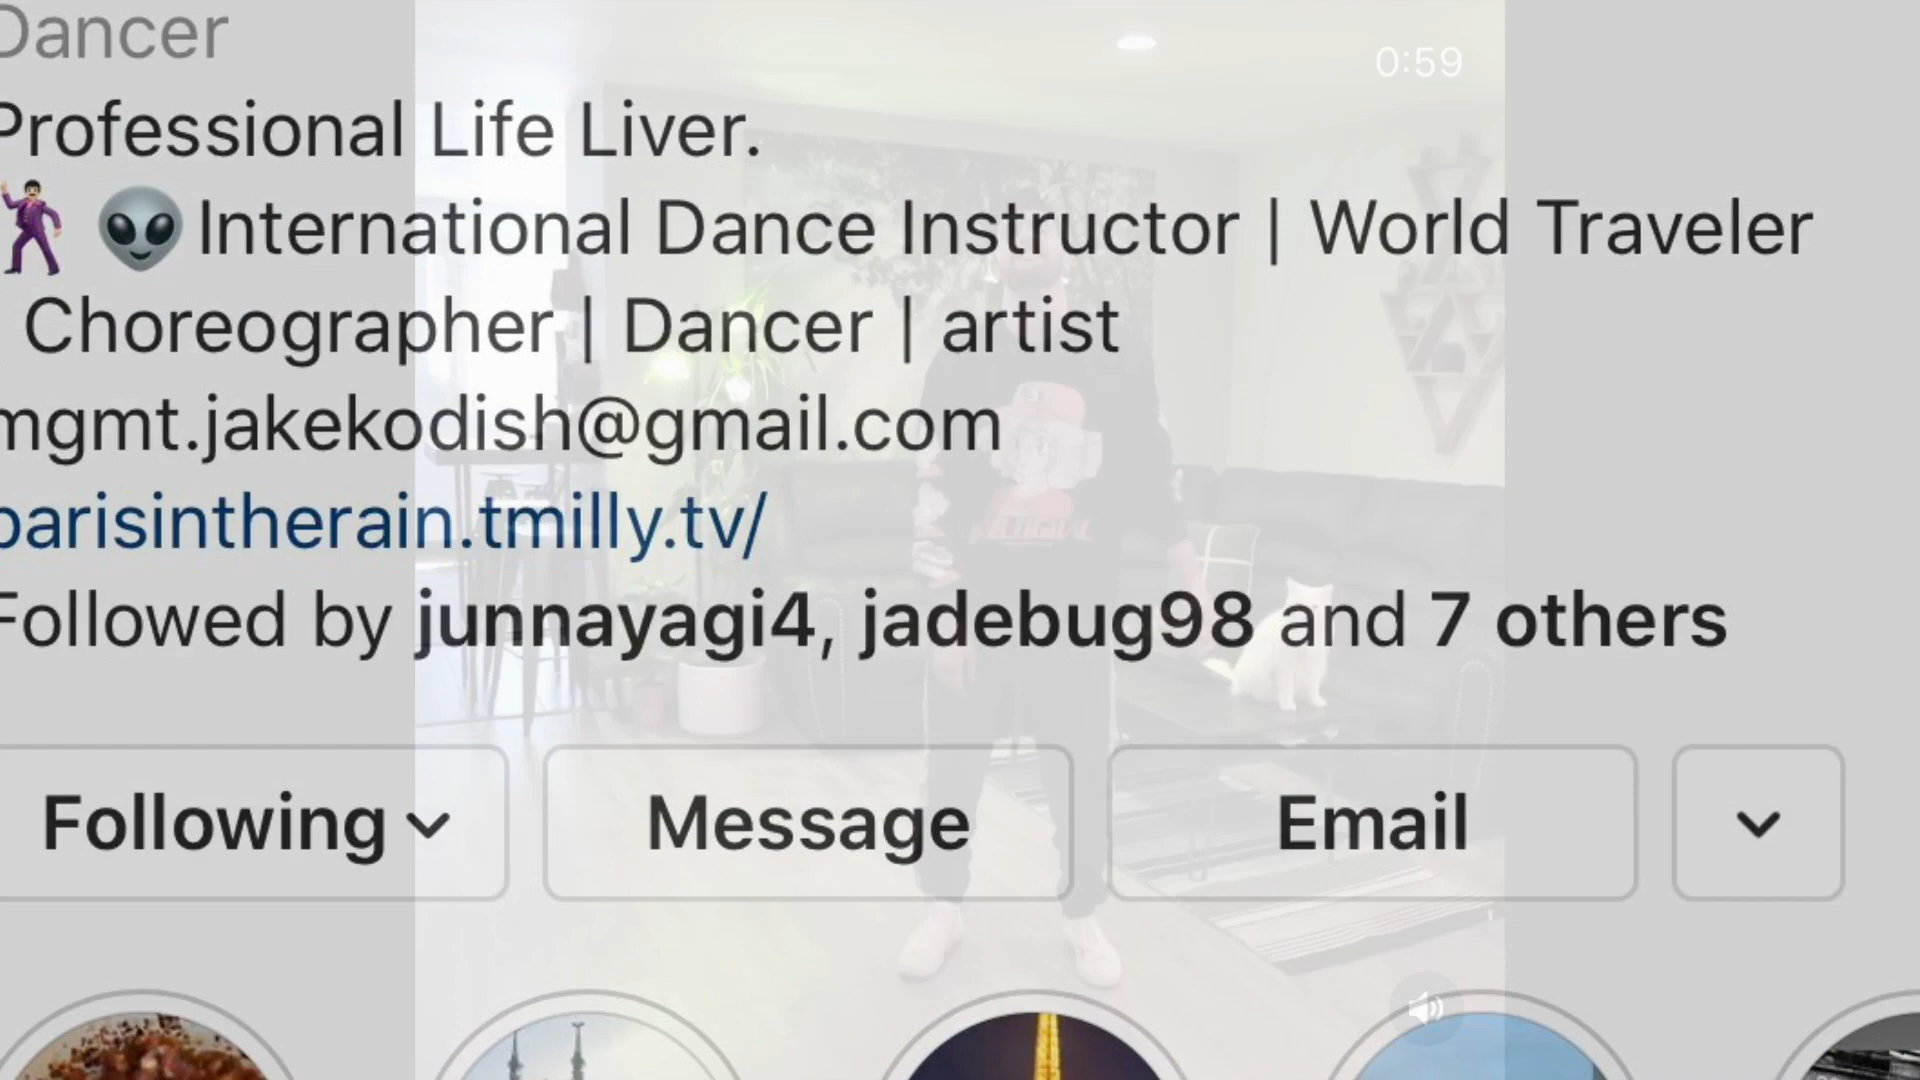 Dancer
0:59
Professional Life Liver.
🕺🏻 👽International Dance Instructor | World Traveler
| Choreographer | Dancer | artist
mgmt.jakekodish@gmail.com
parisintherain.tmilly.tv/
Followed by junnayagi4, jadebug98 and 7 others
Following
Message
Email